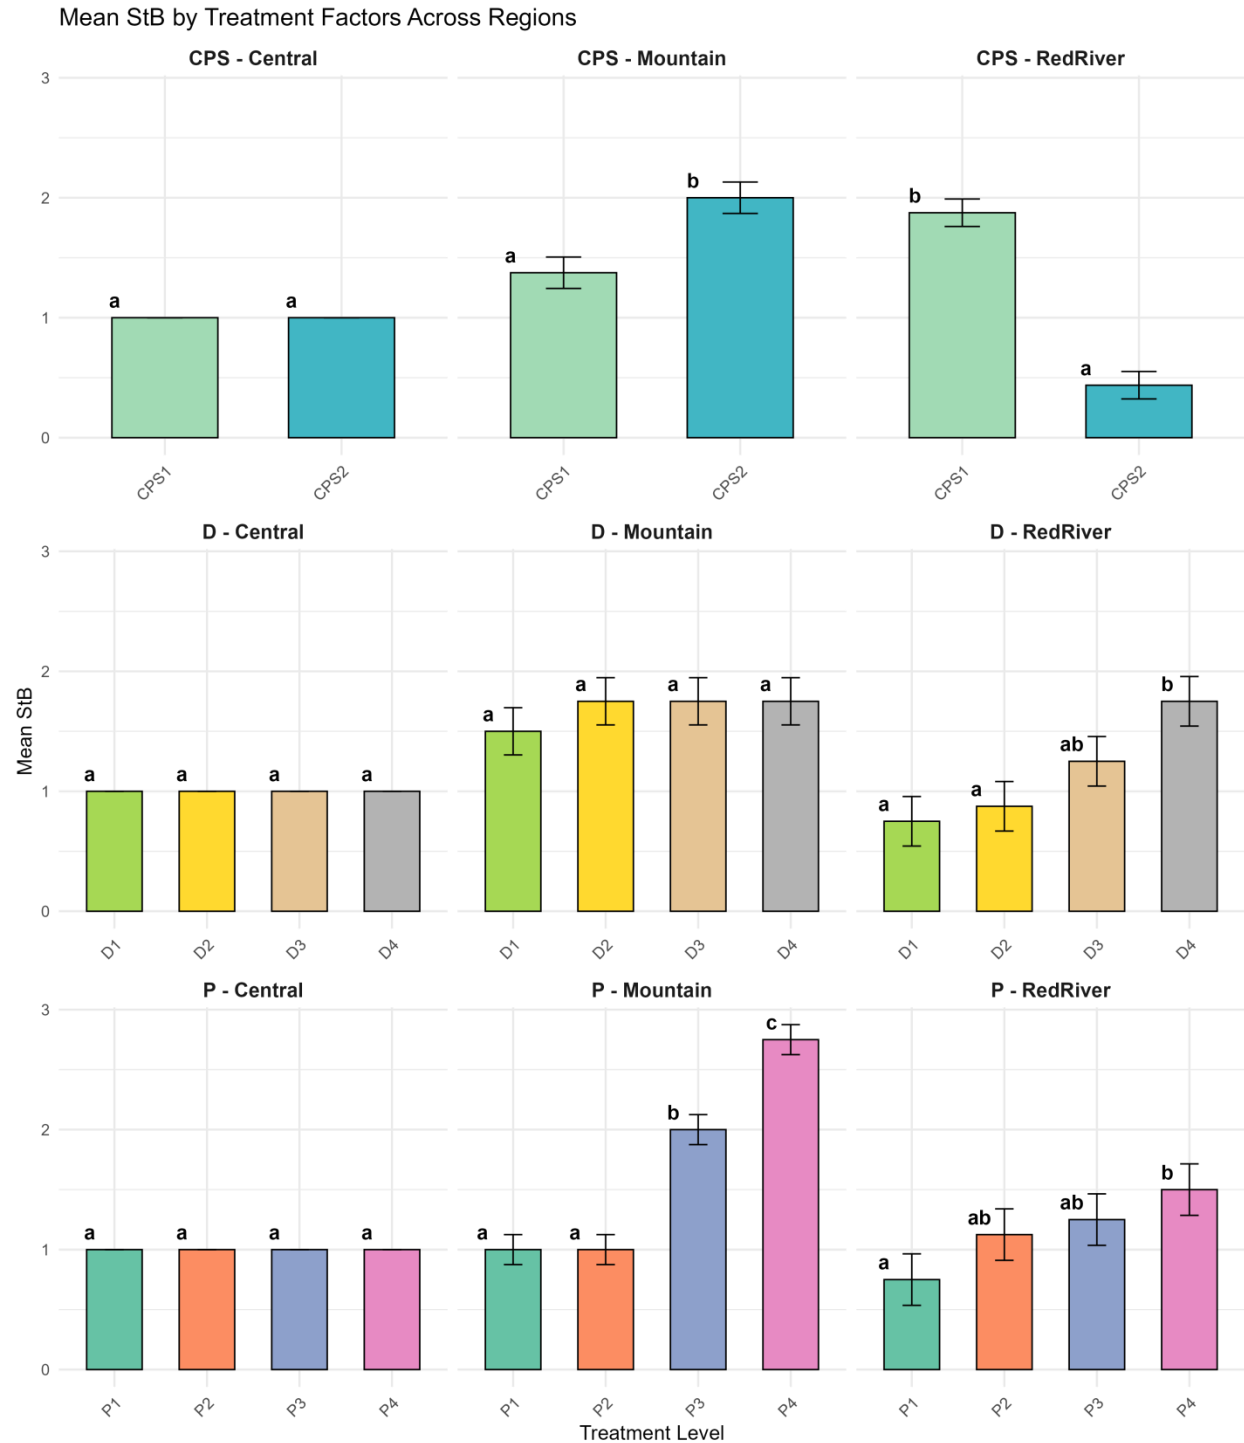 Mean StB by Treatment Factors Across Regions
CPS - Central
CPS - Mountain
CPS - RedRiver
3
2
1
0
a
a
a
b
b
a
CPS1
CPS2
CPS1
CPS2
CPS1
CPS2
D - Central
D - Mountain
D - RedRiver
Mean StB
3
2
1
0
a
a
a
a
a
a
a
a
a
a
ab
b
D1
D2
D3
D4
D1
D2
D3
D4
D1
D2
D3
D4
P - Central
P - Mountain
P - RedRiver
3
2
1
0
a
a
a
a
a
a
b
c
a
ab
ab
b
P1
P2
P3
P4
P1
P2
P3
P4
P1
P2
P3
P4
Treatment Level